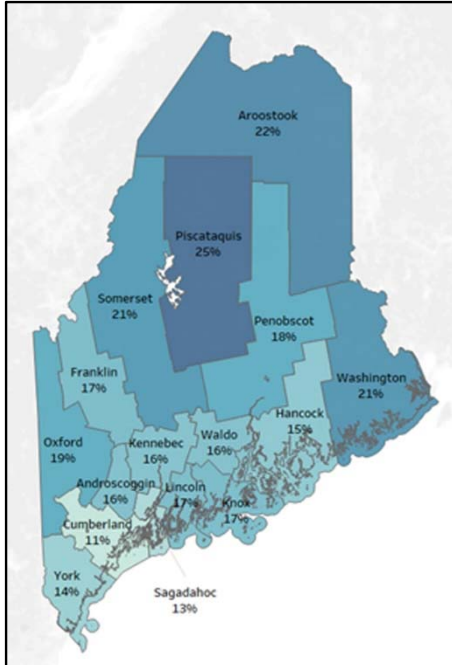 Aroostook
22%
Piscataquis
25%
Somerset
21%
Penobscot
18%
Franklin
17%
Washington
21%
Hancock
15%
Oxford
19%
Kennebec
16%
Waldo
16%
Androscoggin
16%
Lincoln
17%
Knox
17%
Cumberland
11%
York
14%
Sagadahoc
13%